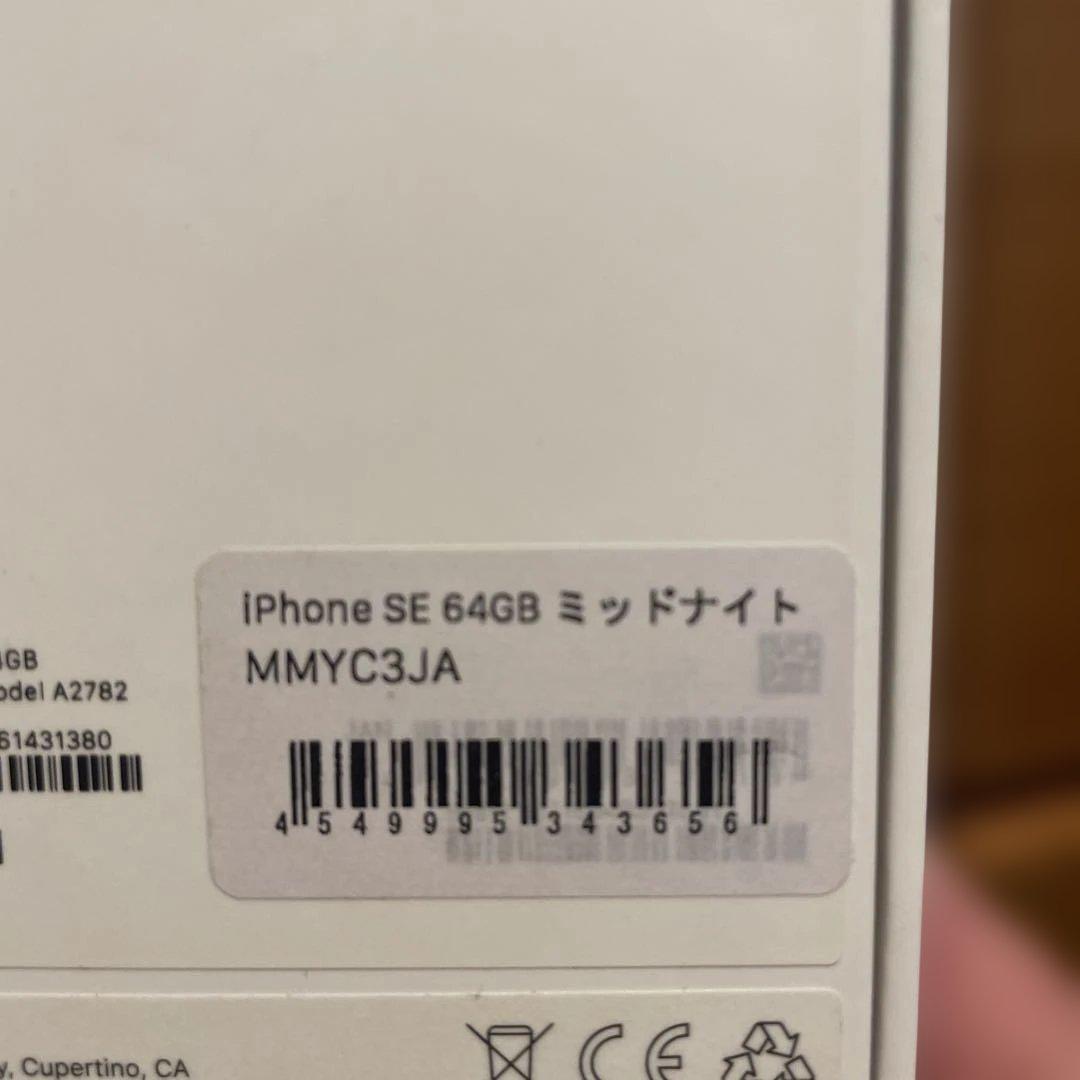 iPhone SE 64GB ミッドナイト
MMYC3JA
4 549995 343656
GB
odel A2782
61431380
y, Cupertino, CA
CE